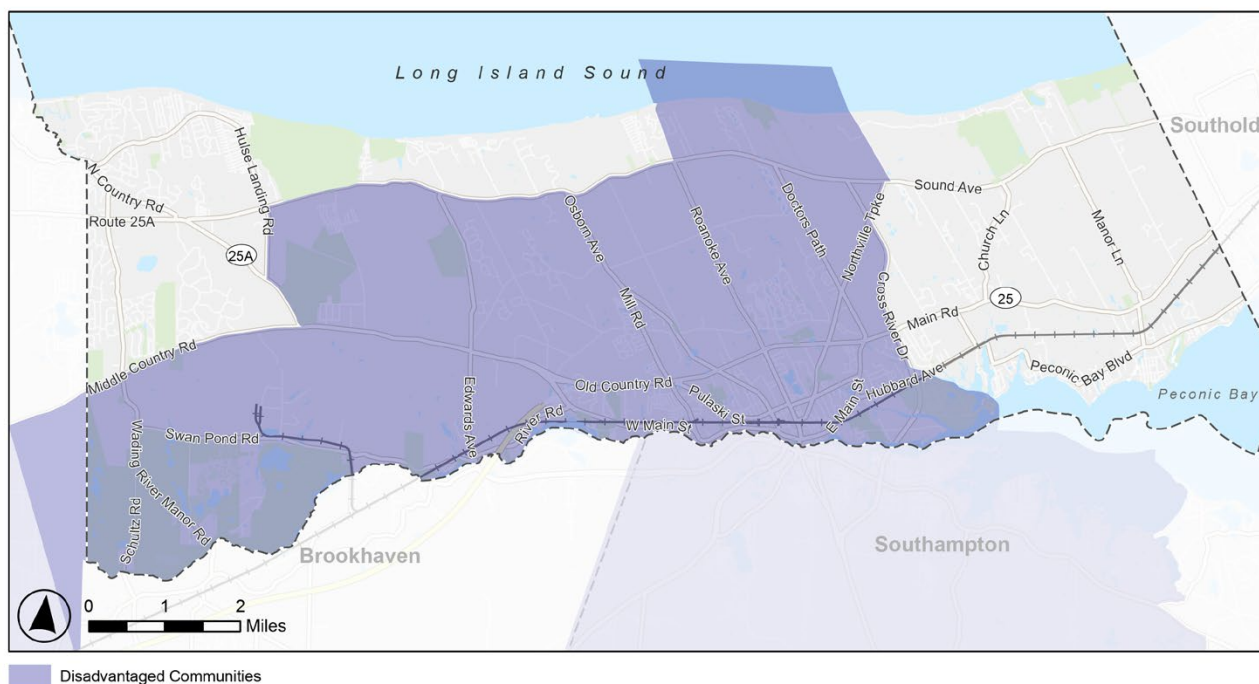 Long Island Sound
Southold
N Country Rd
Hulse Landing Rd
Route 25A
25A
Sound Ave
Osborn Ave
Roanoke Ave
Doctors Path
Northville Tpke
Church Ln
Manor Ln
Mill Rd
Cross River Dr
25
Main Rd
Middle Country Rd
Old Country Rd
Peconic Bay Blvd
Hubbard Ave
Peconic Bay
Edwards Ave
Pulaski St
E Main St
River Rd
W Main St
Swan Pond Rd
Wading River Manor Rd
Schultz Rd
Brookhaven
Southampton
0 1 2
Miles
Disadvantaged Communities